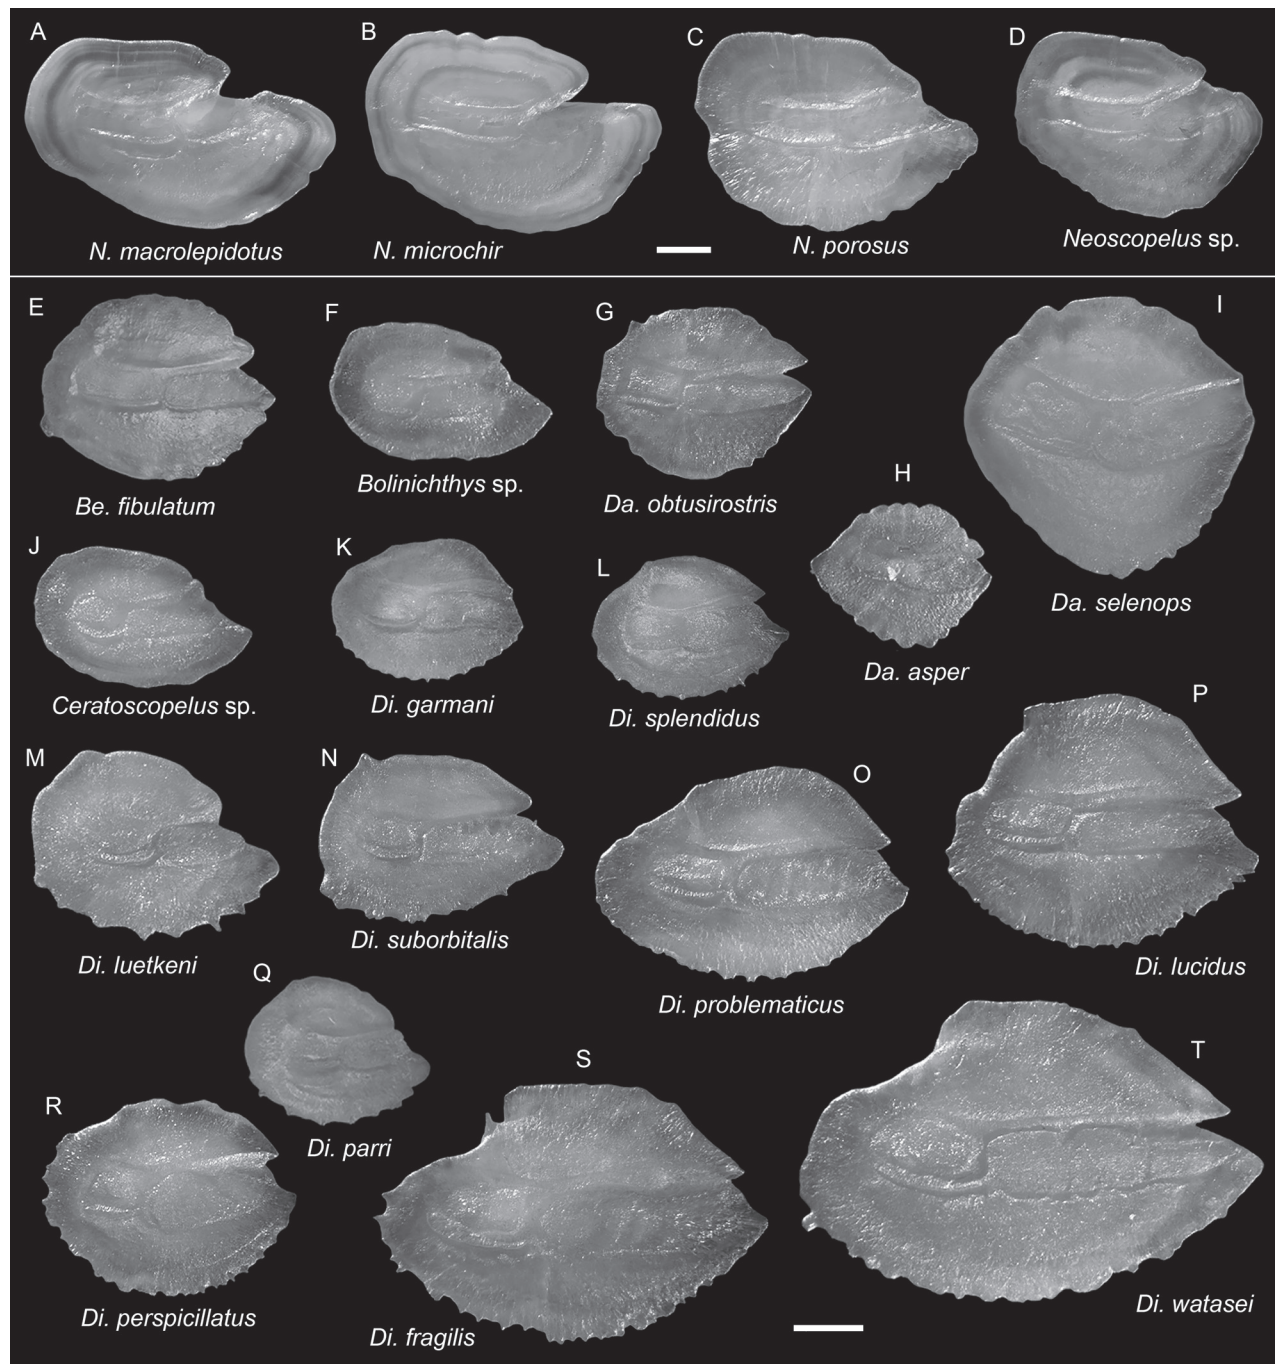 A
B
C
D
N. macrolepidotus
N. microchir
N. porosus
Neoscopelus sp.
E
F
G
H
I
Be. fibulatum
Bolinichthys sp.
Da. obtusirostris
Da. asper
Da. selenops
J
K
L
Ceratoscopelus sp.
Di. garmani
Di. splendidus
M
N
O
P
Di. luetkeni
Di. suborbitalis
Di. problematicus
Di. lucidus
Q
Di. parri
R
S
T
Di. perspicillatus
Di. fragilis
Di. watasei